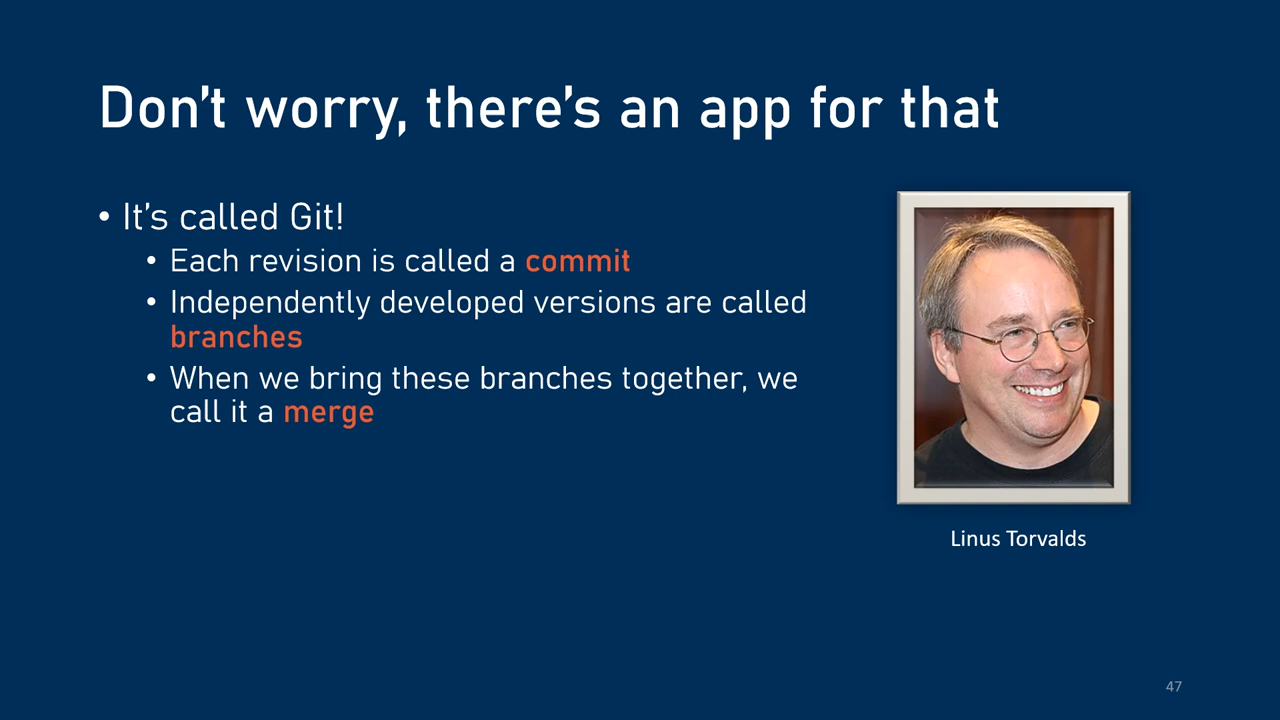 Don't worry, there's an app for that
• It's called Git!
• Each revision is called a commit
• Independently developed versions are called
branches
• When we bring these branches together, we
call it a merge
Linus Torvalds
47